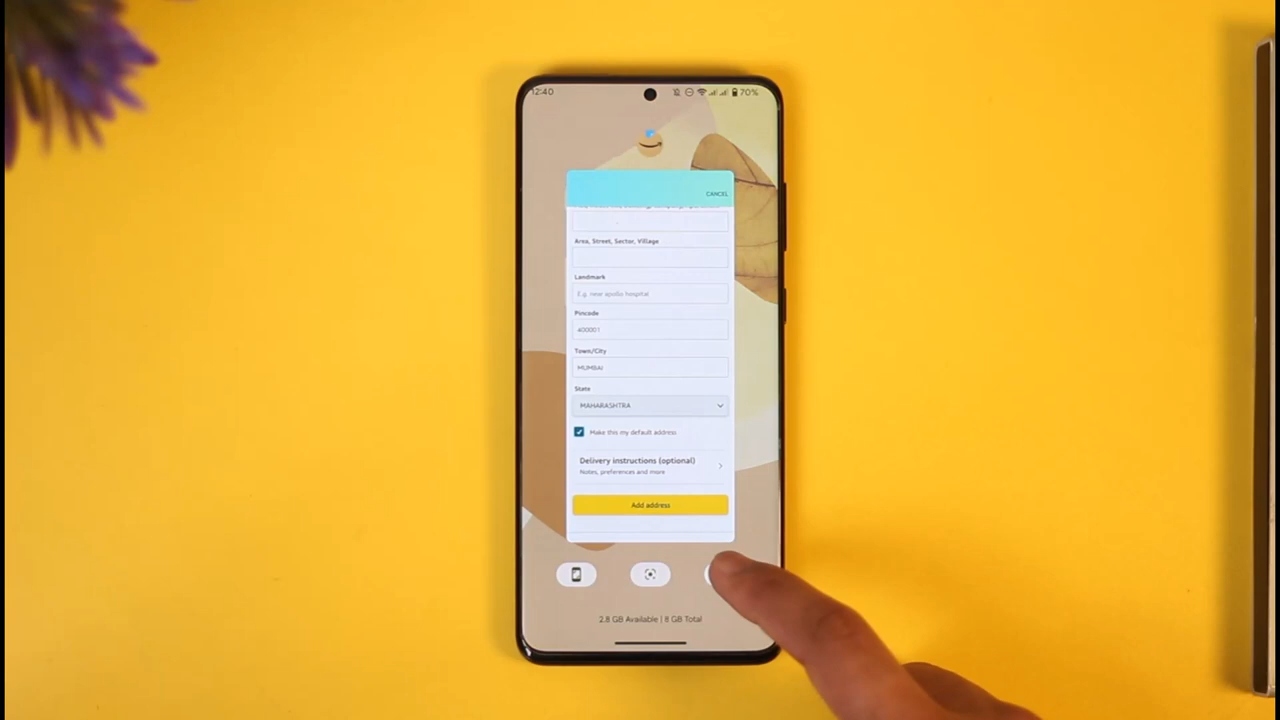 12:40
70%
CANCEL
Area, Street, Sector, Village
Landmark
E.g. near apollo hospital
Pincode
400001
Town/City
MUMBAI
State
MAHARASHTRA
Make this my default address
Delivery instructions (optional)
Notes, preferences and more
Add address
2.8 GB Available | 8 GB Total